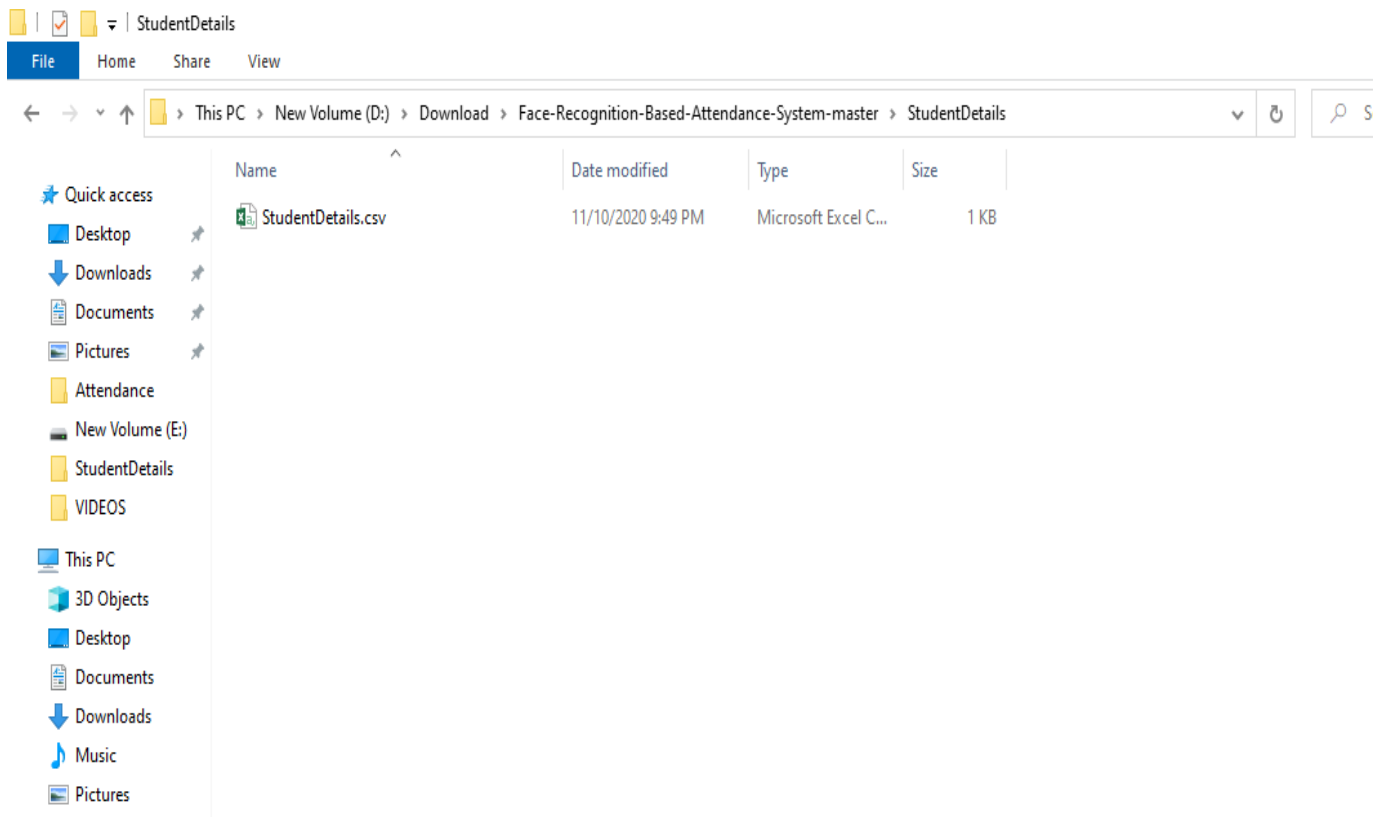 StudentDetails
File Home Share View
This PC > New Volume (D:) > Download > Face-Recognition-Based-Attendance-System-master > StudentDetails
Name Date modified Type Size
StudentDetails.csv 11/10/2020 9:49 PM Microsoft Excel C... 1 KB
Quick access
Desktop
Downloads
Documents
Pictures
Attendance
New Volume (E:)
StudentDetails
VIDEOS
This PC
3D Objects
Desktop
Documents
Downloads
Music
Pictures